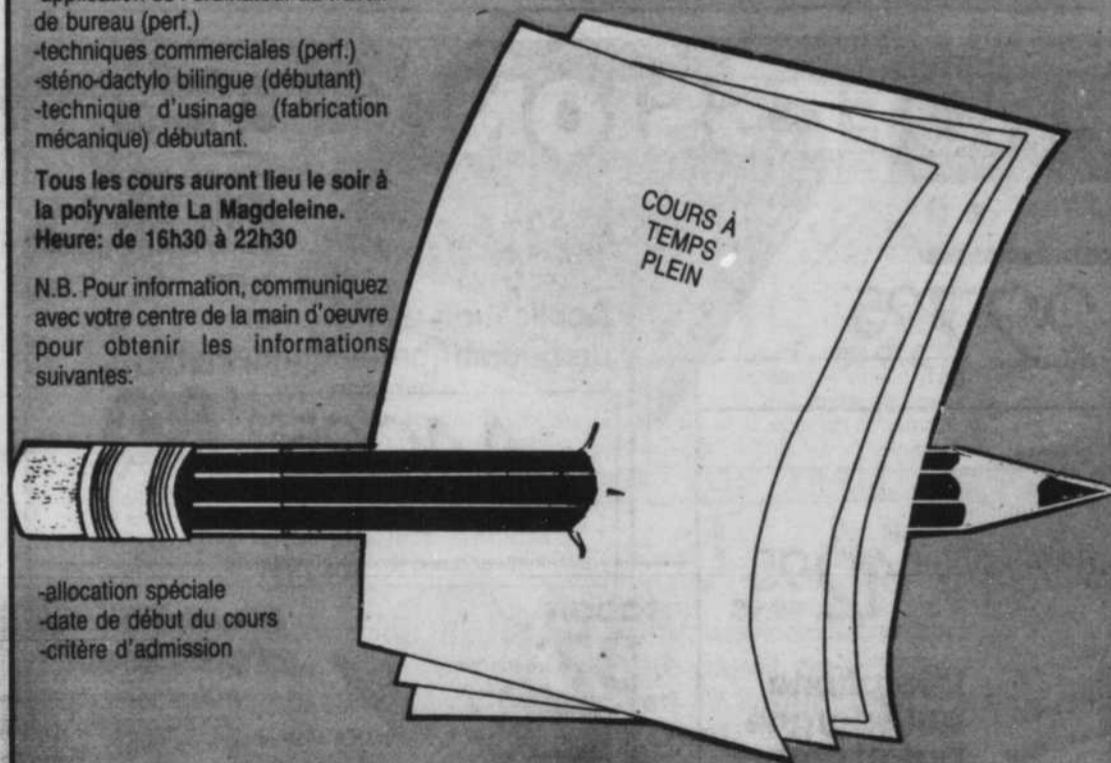 de bureau (perf.)
-techniques commerciales (perf.)
-sténo-dactylo bilingue (débutant)
-technique d'usinage (fabrication
mécanique) débutant.
Tous les cours auront lieu le soir à
la polyvalente La Magdeleine.
Heure: de 16h30 à 22h30
N.B. Pour information, communiquez
avec votre centre de la main d'oeuvre
pour obtenir les informations
suivantes:
COURS À
TEMPS
PLEIN
-allocation spéciale
-date de début du cours
-critère d'admission